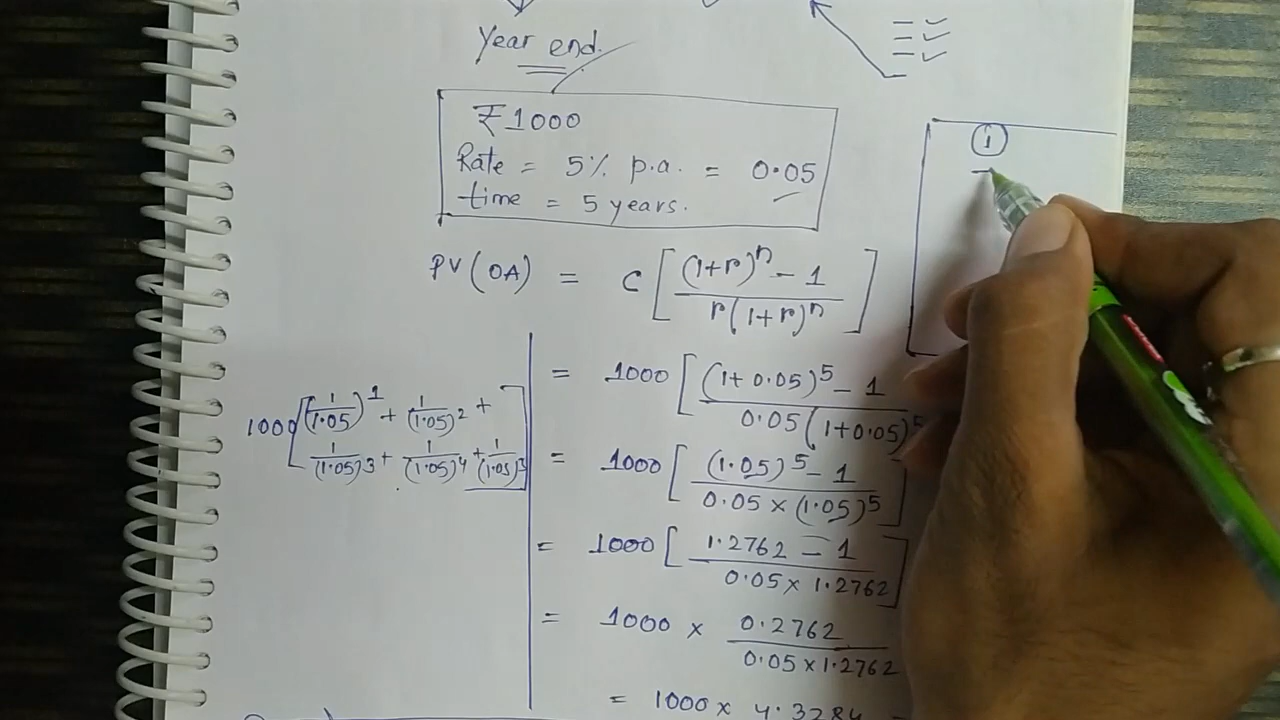 Year end.
₹1000
Rate = 5% p.a. = 0.05
time = 5 years.
PV(OA) = C[((1+r)^n - 1)/(r(1+r)^n)]
= 1000[((1+0.05)^5 - 1)/(0.05(1+0.05)^5
= 1000[((1.05)^5 - 1)/(0.05×(1.05)^5)]
= 1000[(1.2762 - 1)/(0.05×1.2762)]
= 1000 × 0.2762/(0.05×1.2762
= 1000 × 4.3284
1000[(1/1.05)^1 + 1/(1.05)^2 +
1/(1.05)^3 + 1/(1.05)^4 + 1/(1.05)^5]
1